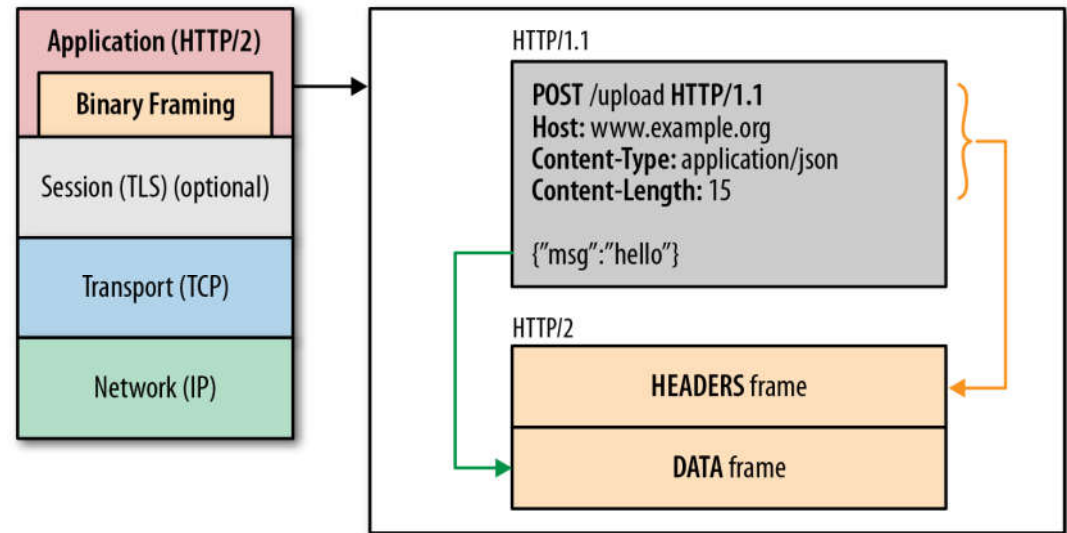 Application (HTTP/2)
Binary Framing
Session (TLS) (optional)
Transport (TCP)
Network (IP)
HTTP/1.1
POST /upload HTTP/1.1
Host: www.example.org
Content-Type: application/json
Content-Length: 15
{”msg”:”hello”}
HTTP/2
HEADERS frame
DATA frame